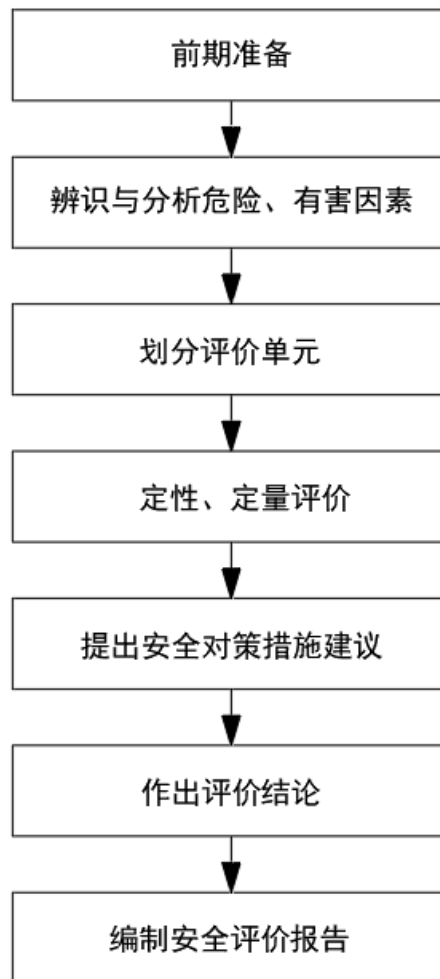 前期准备
辨识与分析危险、有害因素
划分评价单元
定性、定量评价
提出安全对策措施建议
作出评价结论
编制安全评价报告